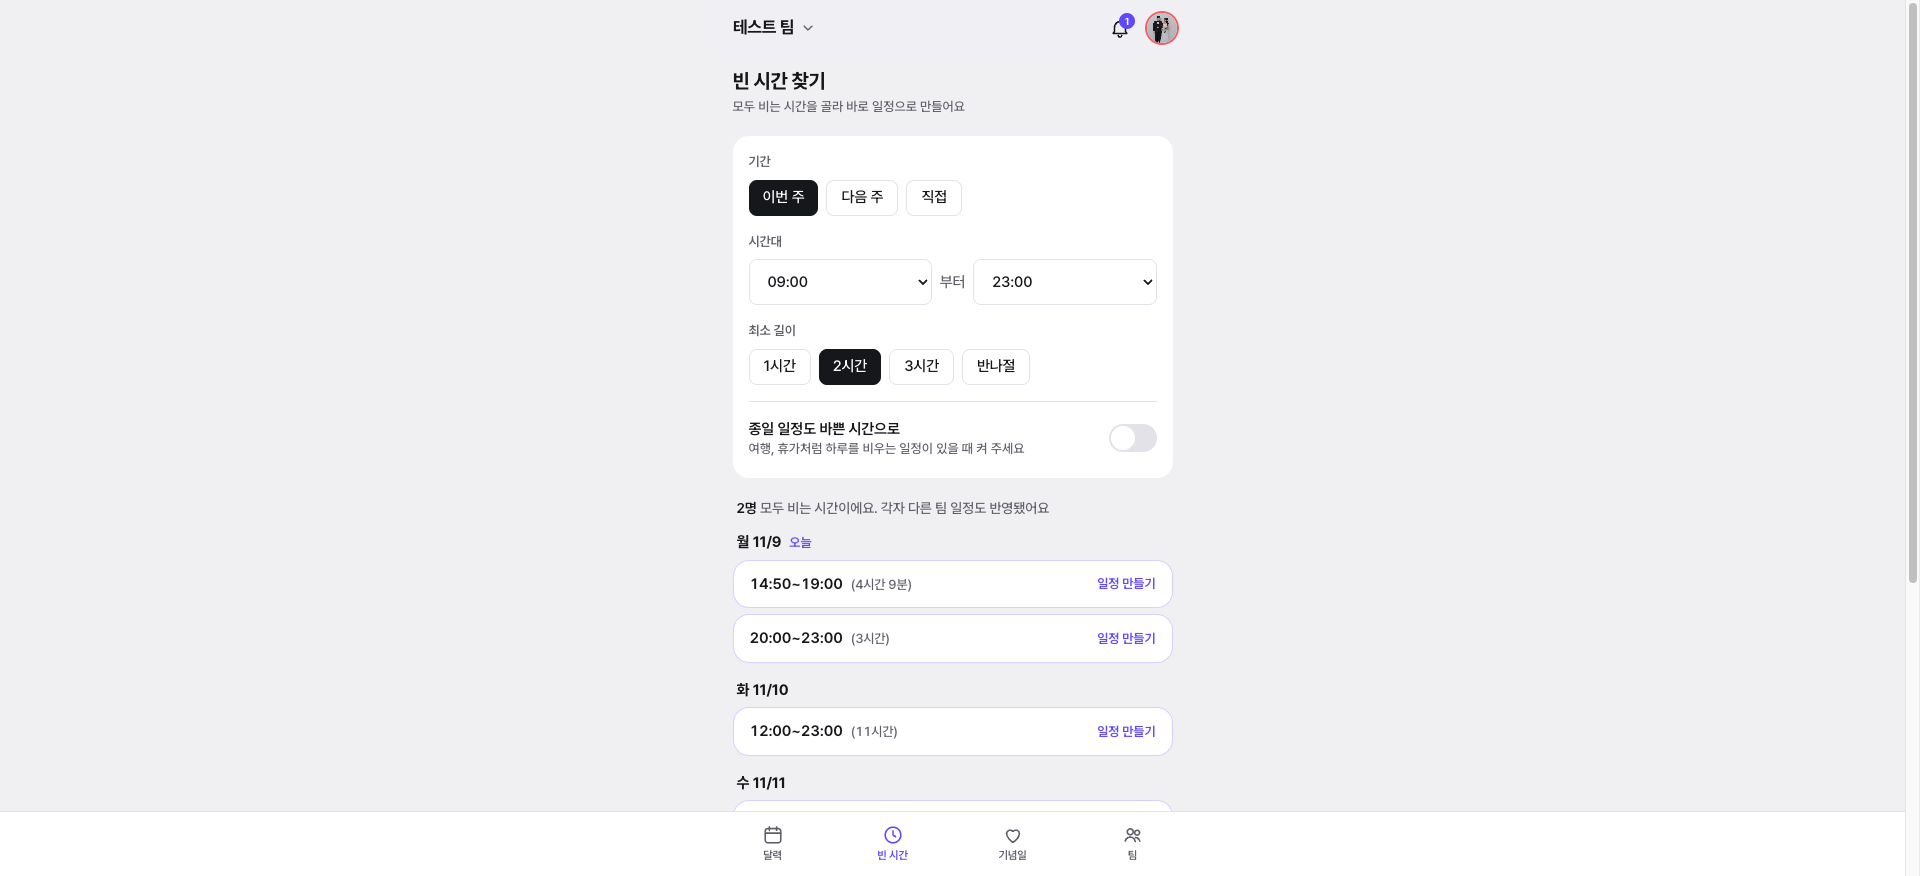 테스트 팀
1
빈 시간 찾기
모두 비는 시간을 골라 바로 일정으로 만들어요
기간
이번 주 다음 주 직접
시간대
09:00 부터 23:00
최소 길이
1시간 2시간 3시간 반나절
종일 일정도 바쁜 시간으로
여행, 휴가처럼 하루를 비우는 일정이 있을 때 켜 주세요
2명 모두 비는 시간이에요. 각자 다른 팀 일정도 반영됐어요
월 11/9 오늘
14:50~19:00 (4시간 9분) 일정 만들기
20:00~23:00 (3시간) 일정 만들기
화 11/10
12:00~23:00 (11시간) 일정 만들기
수 11/11
달력 빈 시간 기념일 팀